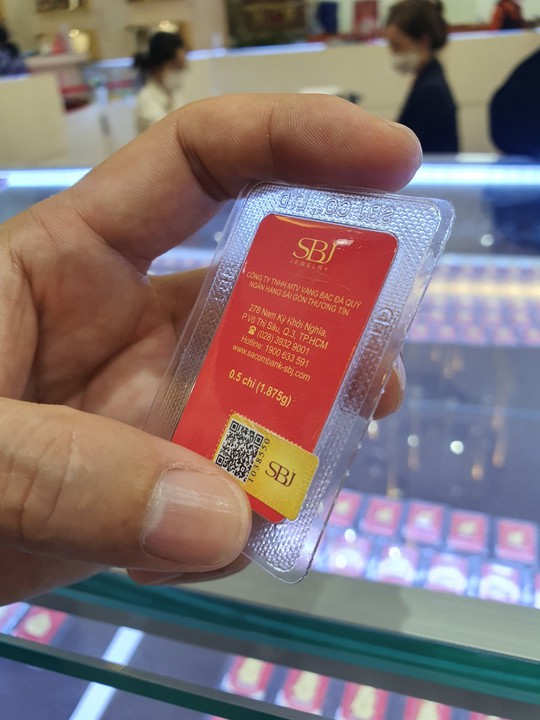 SBJ
JEWELRY
CÔNG TY TNHH MTV VÀNG BẠC ĐÁ QUÝ
NGÂN HÀNG SÀI GÒN THƯƠNG TÍN
278 Nam Kỳ Khởi Nghĩa,
P. Võ Thị Sáu, Q.3, TP.HCM
☎ (028) 3932 9001
Hotline: 1900 633 591
www.sacombank-sbj.com
0.5 chỉ (1.875g)
1038550
SBJ